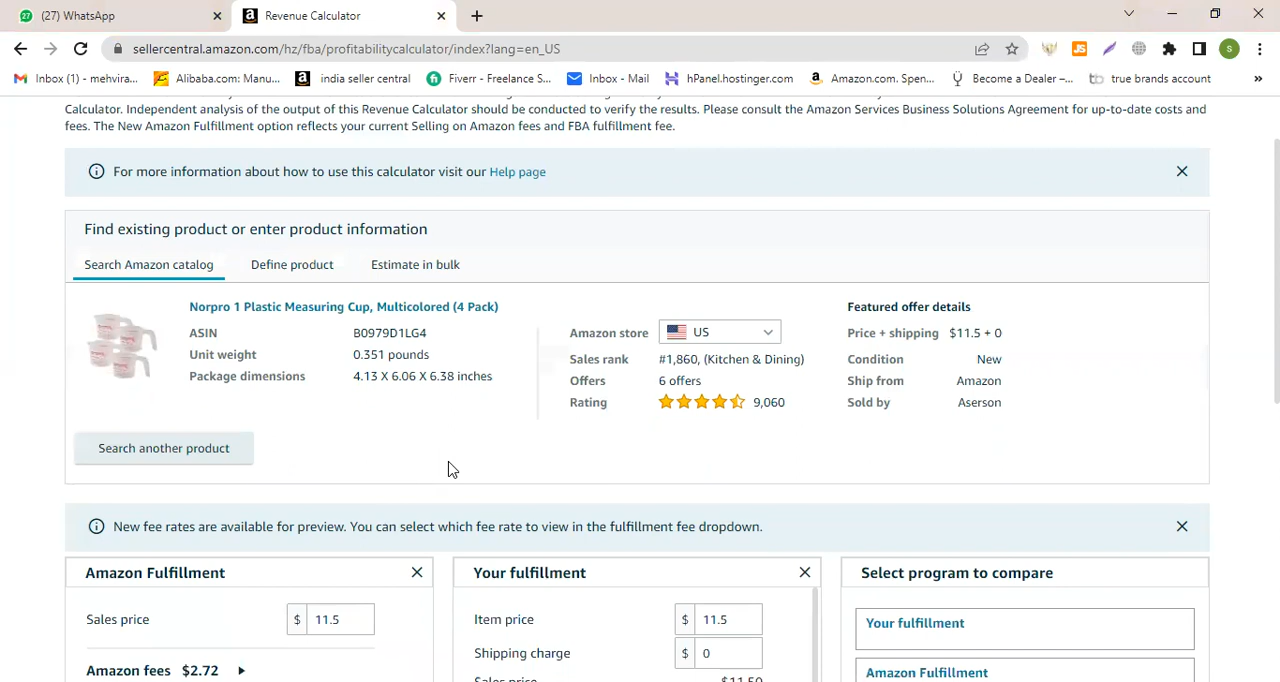 (27) WhatsApp
Revenue Calculator
sellercentral.amazon.com/hz/fba/profitabilitycalculator/index?lang=en_US
Inbox (1) - mehvira...
Alibaba.com: Manu...
india seller central
Fiverr - Freelance S...
Inbox - Mail
hPanel.hostinger.com
Amazon.com. Spen...
Become a Dealer –...
true brands account
Calculator. Independent analysis of the output of this Revenue Calculator should be conducted to verify the results. Please consult the Amazon Services Business Solutions Agreement for up-to-date costs and
fees. The New Amazon Fulfillment option reflects your current Selling on Amazon fees and FBA fulfillment fee.
For more information about how to use this calculator visit our Help page
Find existing product or enter product information
Search Amazon catalog
Define product
Estimate in bulk
Norpro 1 Plastic Measuring Cup, Multicolored (4 Pack)
ASIN B0979D1LG4
Unit weight 0.351 pounds
Package dimensions 4.13 X 6.06 X 6.38 inches
Amazon store US
Sales rank #1,860, (Kitchen & Dining)
Offers 6 offers
Rating 9,060
Featured offer details
Price + shipping $11.5 + 0
Condition New
Ship from Amazon
Sold by Aserson
Search another product
New fee rates are available for preview. You can select which fee rate to view in the fulfillment fee dropdown.
Amazon Fulfillment
Sales price $ 11.5
Amazon fees $2.72
Your fulfillment
Item price $ 11.5
Shipping charge $ 0
Sales price $11.50
Select program to compare
Your fulfillment
Amazon Fulfillment